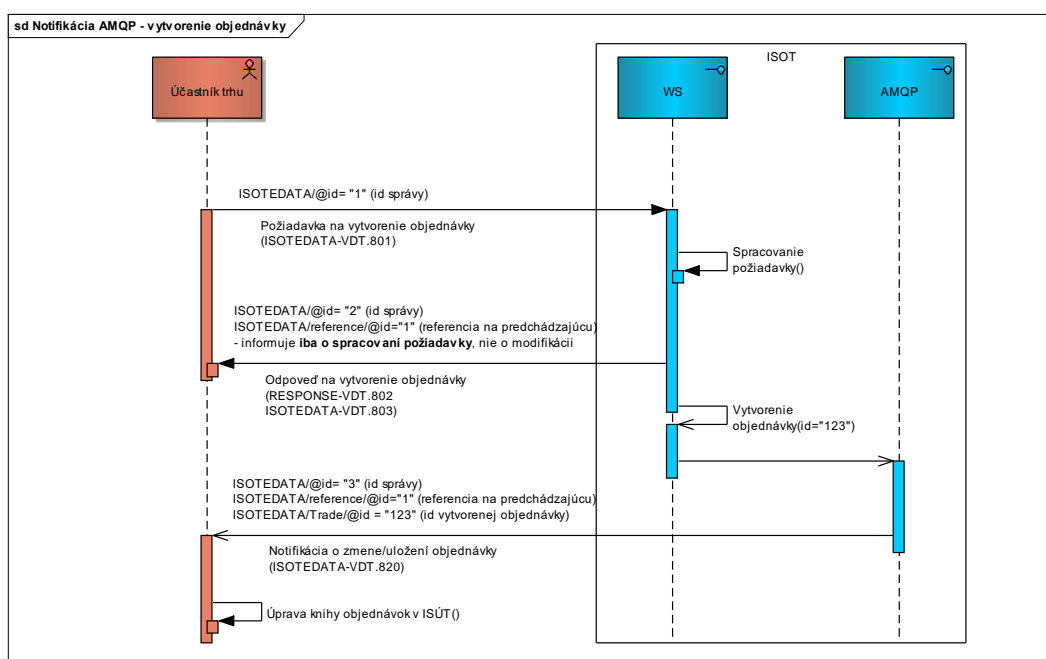 sd Notifikácia AMQP - vytvorenie objednávky
ISOT
Účastník trhu
WS
AMQP
ISOTEDATA/@id= "1" (id správy)
Požiadavka na vytvorenie objednávky
(ISOTEDATA-VDT.801)
Spracovanie
požiadavky()
ISOTEDATA/@id= "2" (id správy)
ISOTEDATA/reference/@id="1" (referencia na predchádzajúcu)
- informuje iba o spracovaní požiadavky, nie o modifikácii
Odpoveď na vytvorenie objednávky
(RESPONSE-VDT.802
ISOTEDATA-VDT.803)
Vytvorenie
objednávky(id="123")
ISOTEDATA/@id= "3" (id správy)
ISOTEDATA/reference/@id="1" (referencia na predchádzajúcu)
ISOTEDATA/Trade/@id = "123" (id vytvorenej objednávky)
Notifikácia o zmene/uložení objednávky
(ISOTEDATA-VDT.820)
Úprava knihy objednávok v ISÚT()